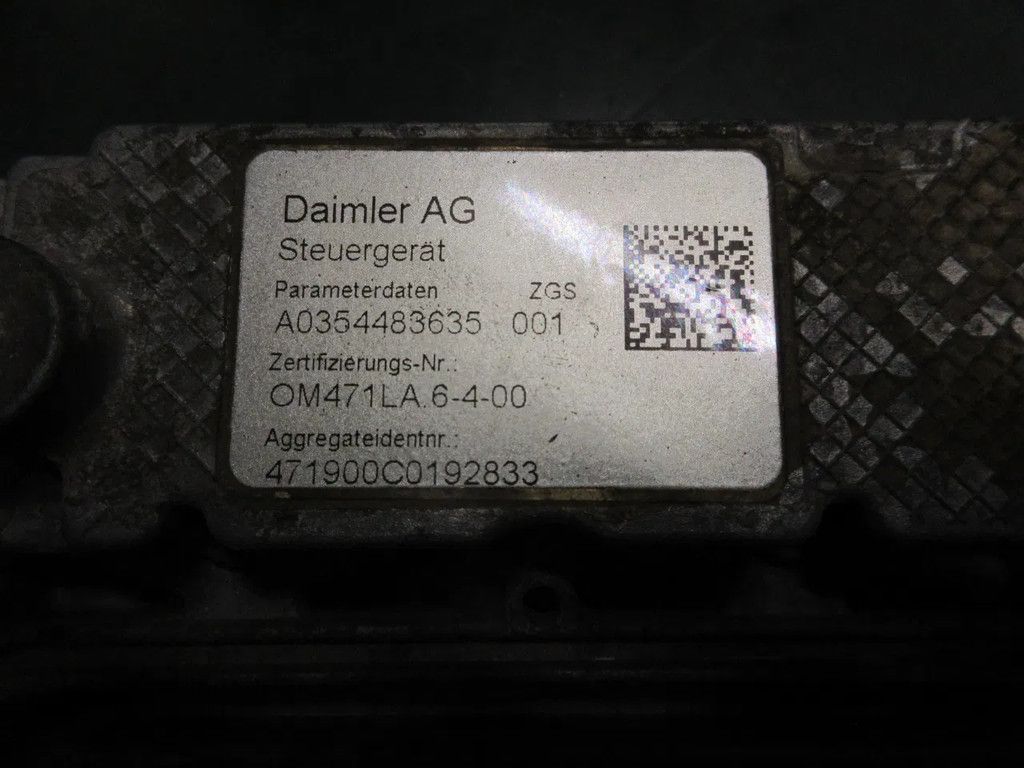 Daimler AG
Steuergerät
Parameterdaten ZGS
A0354483635 001
Zertifizierungs-Nr.:
OM471LA.6-4-00
Aggregateidentnr.:
471900C0192833